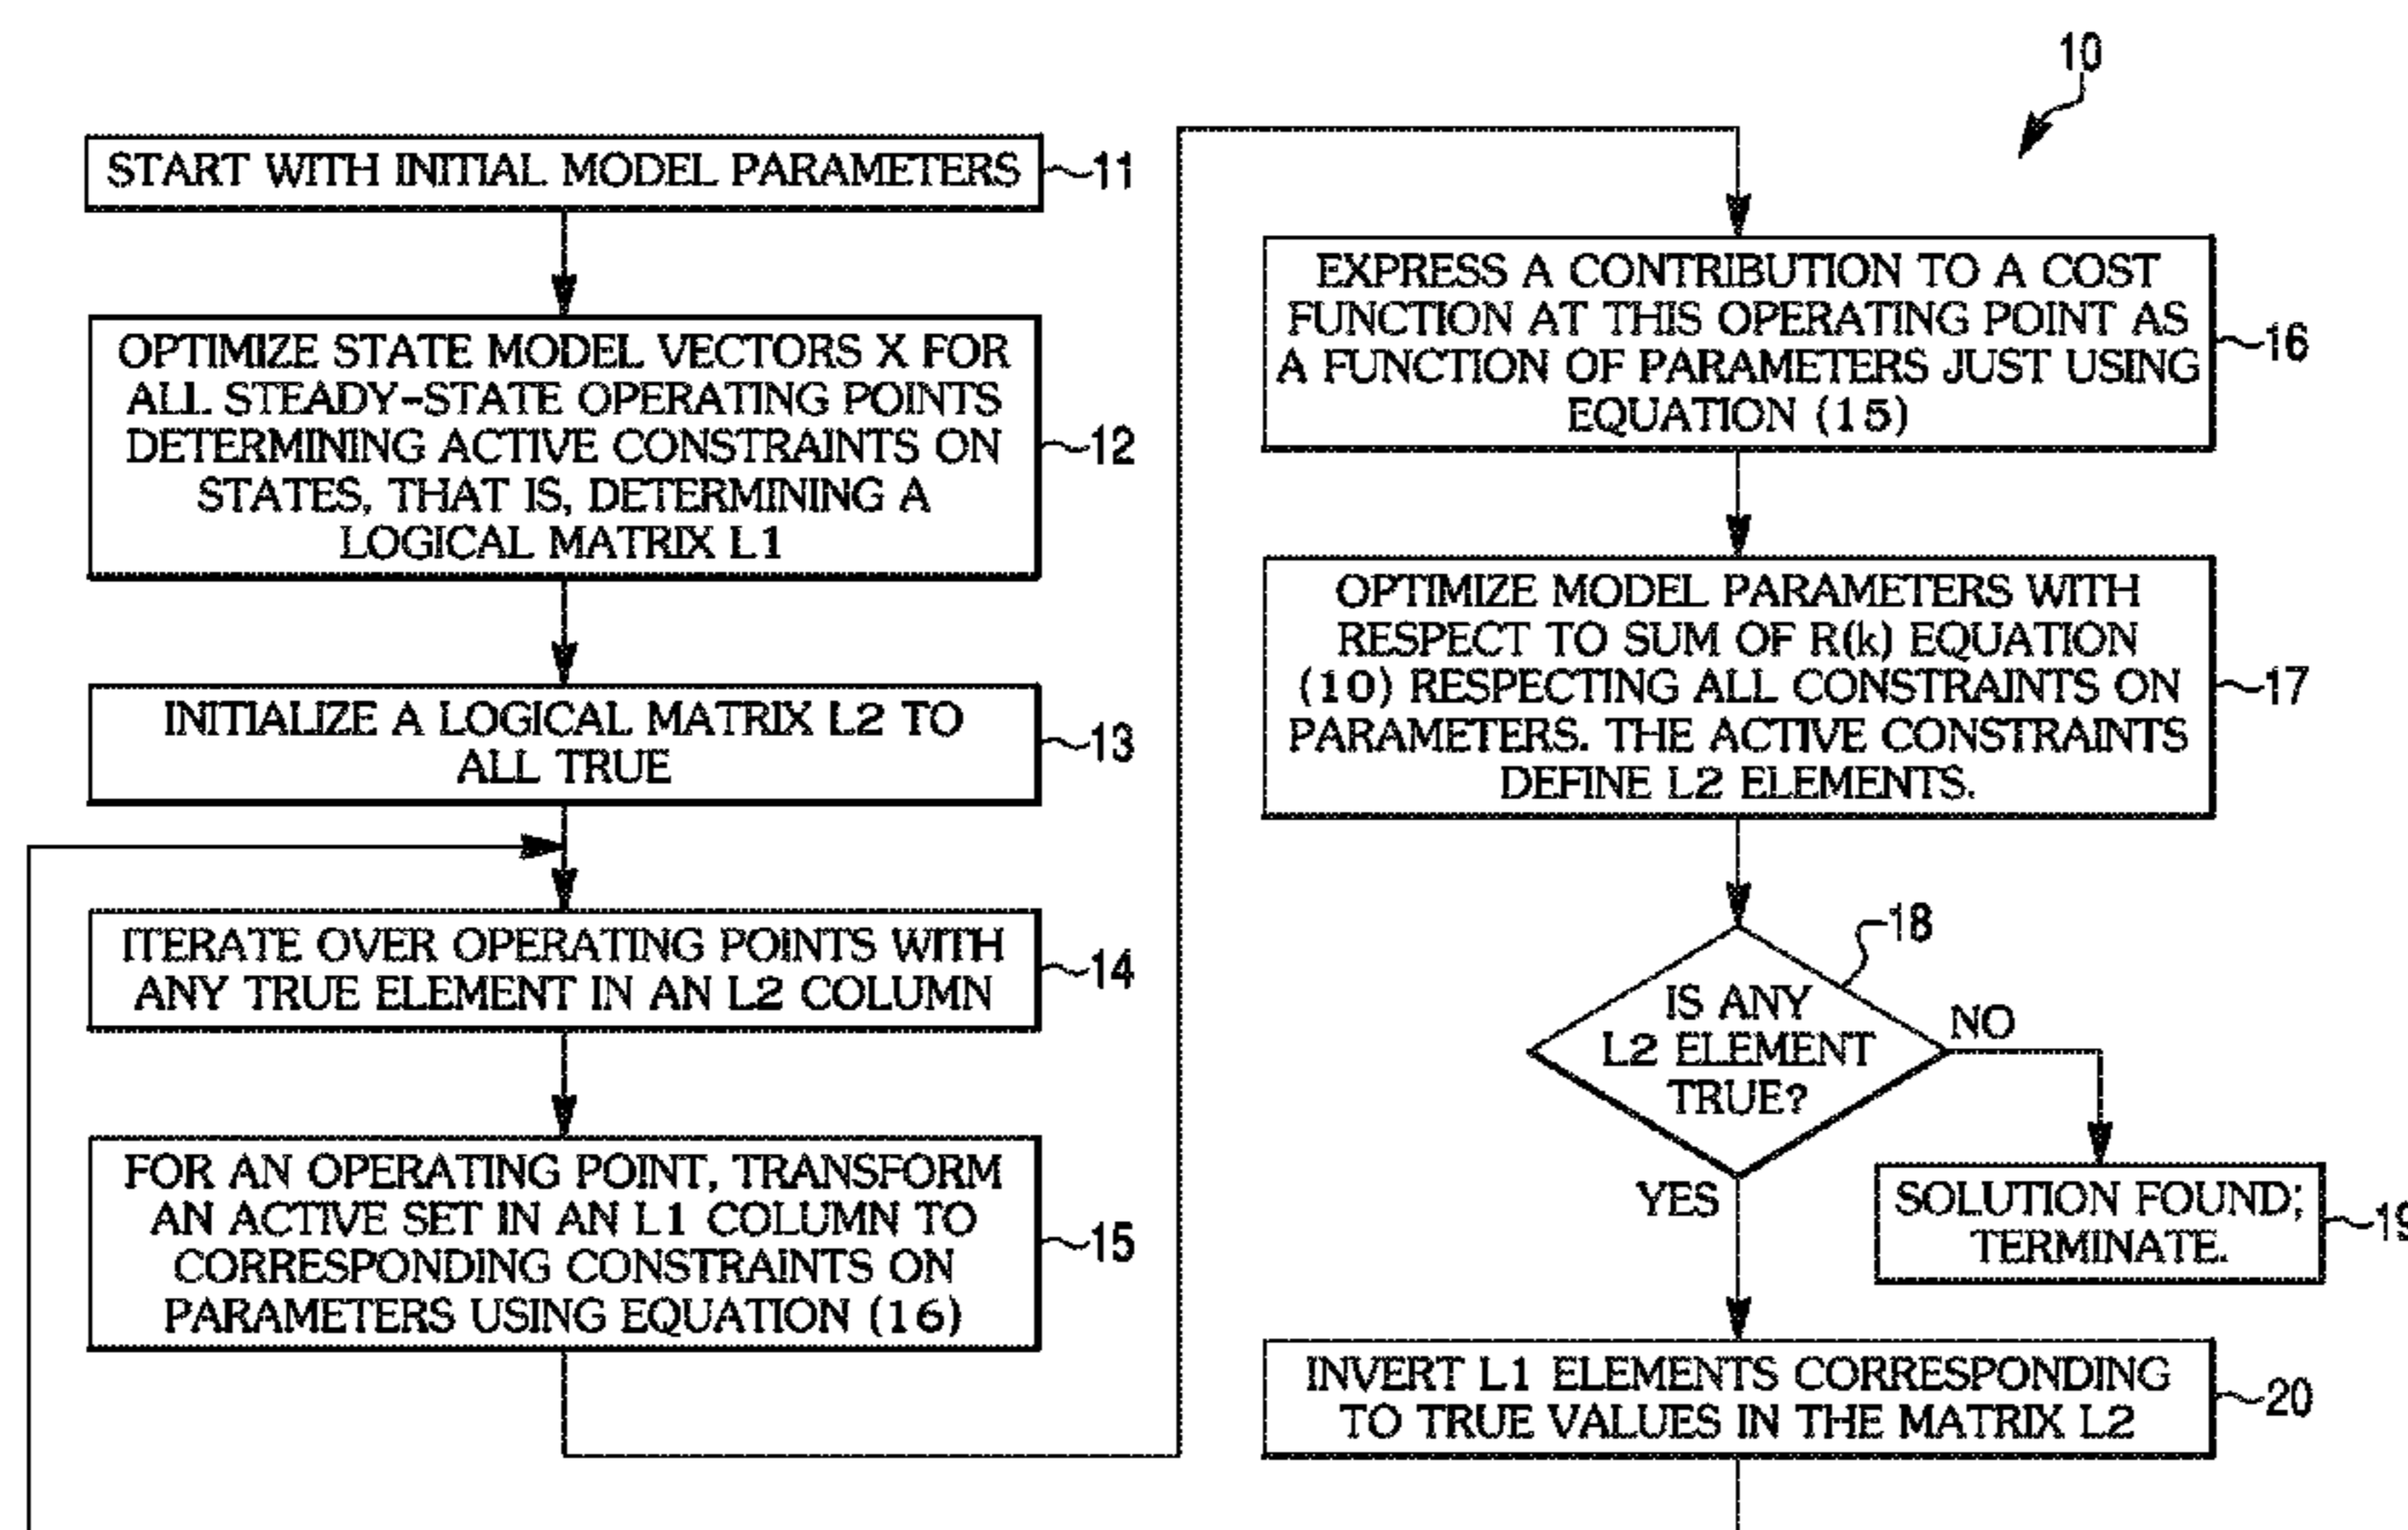 10
START WITH INITIAL MODEL PARAMETERS
11
OPTIMIZE STATE MODEL VECTORS X FOR
ALL STEADY-STATE OPERATING POINTS
DETERMINING ACTIVE CONSTRAINTS ON
STATES, THAT IS, DETERMINING A
LOGICAL MATRIX L1
12
INITIALIZE A LOGICAL MATRIX L2 TO
ALL TRUE
13
ITERATE OVER OPERATING POINTS WITH
ANY TRUE ELEMENT IN AN L2 COLUMN
14
FOR AN OPERATING POINT, TRANSFORM
AN ACTIVE SET IN AN L1 COLUMN TO
CORRESPONDING CONSTRAINTS ON
PARAMETERS USING EQUATION (16)
15
EXPRESS A CONTRIBUTION TO A COST
FUNCTION AT THIS OPERATING POINT AS
A FUNCTION OF PARAMETERS JUST USING
EQUATION (15)
16
OPTIMIZE MODEL PARAMETERS WITH
RESPECT TO SUM OF R(k) EQUATION
(10) RESPECTING ALL CONSTRAINTS ON
PARAMETERS. THE ACTIVE CONSTRAINTS
DEFINE L2 ELEMENTS.
17
18
IS ANY
L2 ELEMENT
TRUE?
NO
YES
SOLUTION FOUND;
TERMINATE.
19
INVERT L1 ELEMENTS CORRESPONDING
TO TRUE VALUES IN THE MATRIX L2
20